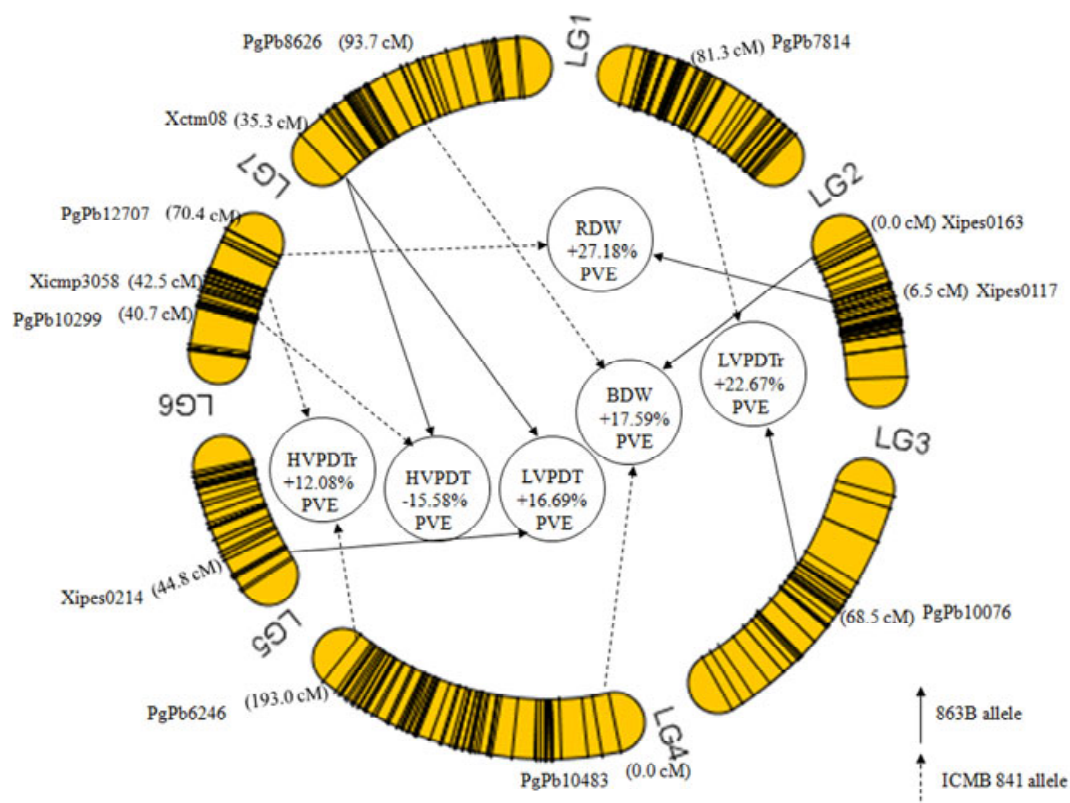 LG1
PgPb8626 (93.7 cM)
(81.3 cM) PgPb7814
Xctm08 (35.3 cM)
LG7
LG2
PgPb12707 (70.4 cM)
(0.0 cM) Xipes0163
RDW
+27.18%
PVE
Xicmp3058 (42.5 cM)
(6.5 cM) Xipes0117
PgPb10299 (40.7 cM)
LVPDTr
+22.67%
PVE
BDW
+17.59%
PVE
LG6
LG3
HVPDTr
+12.08%
PVE
HVPDT
-15.58%
PVE
LVPDT
+16.69%
PVE
Xipes0214 (44.8 cM)
LG5
(68.5 cM) PgPb10076
PgPb6246 (193.0 cM)
LG4
863B allele
PgPb10483 (0.0 cM)
ICMB 841 allele